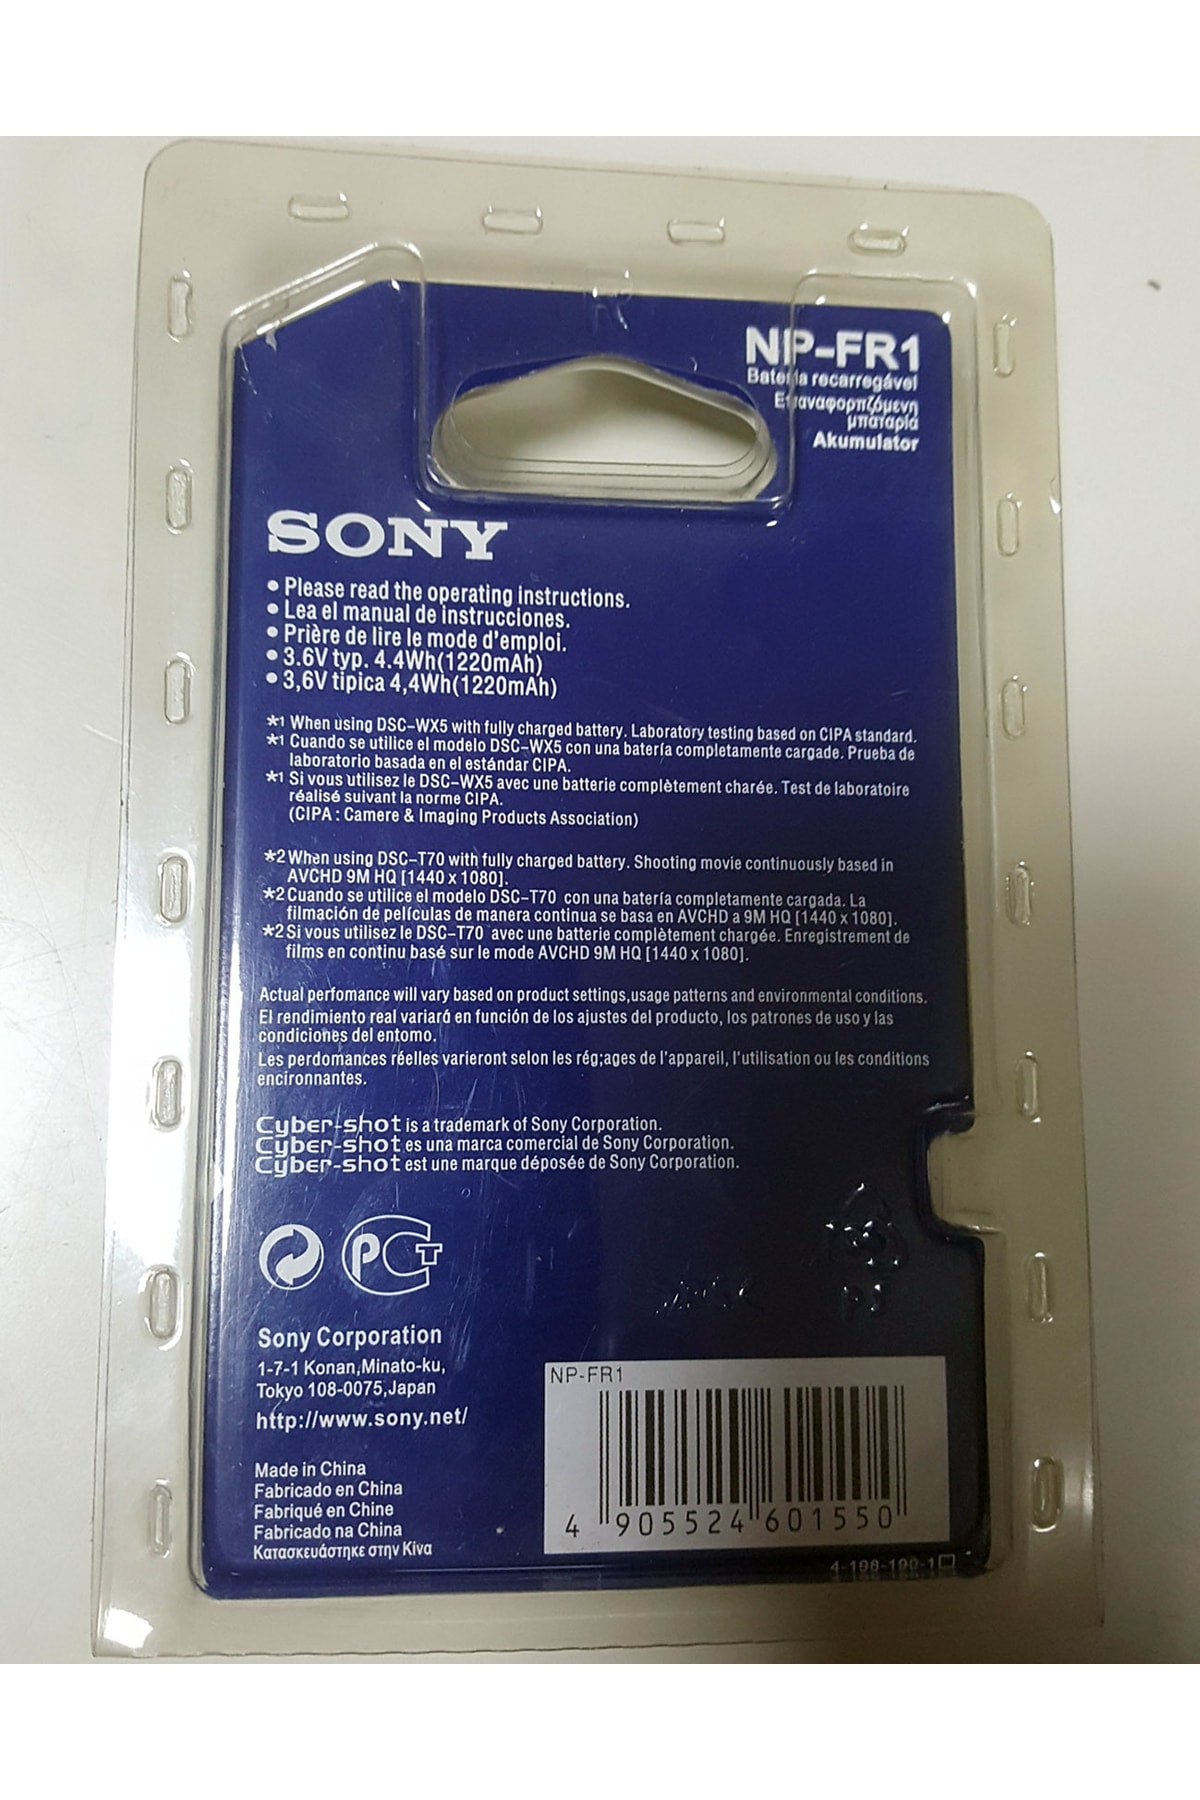 NP-FR1
Bateria recarregável
Επαναφορπζόμενη
μπαταρία
Akumulator
SONY
• Please read the operating instructions.
• Lea el manual de instrucciones.
• Prière de lire le mode d'emploi.
• 3.6V typ. 4.4Wh(1220mAh)
• 3,6V tipica 4,4Wh(1220mAh)
*1 When using DSC-WX5 with fully charged battery. Laboratory testing based on CIPA standard.
*1 Cuando se utilice el modelo DSC-WX5 con una batería completamente cargade. Prueba de
laboratorio basada en el estándar CIPA.
*1 Si vous utilisez le DSC-WX5 avec une batterie complètement charée. Test de laboratoire
réalisé suivant la norme CIPA.
(CIPA : Camere & Imaging Products Association)
*2 When using DSC-T70 with fully charged battery. Shooting movie continuously based in
AVCHD 9M HQ [1440 x 1080].
*2 Cuando se utilice el modelo DSC-T70 con una batería completamente cargada. La
filmación de películas de manera continua se basa en AVCHD a 9M HQ [1440 x 1080].
*2 Si vous utilisez le DSC-T70 avec une batterie complètement chargée. Enregistrement de
films en continu basé sur le mode AVCHD 9M HQ [1440 x 1080].
Actual perfomance will vary based on product settings,usage patterns and environmental conditions.
El rendimiento real variará en función de los ajustes del producto, los patrones de uso y las
condiciones del entomo.
Les perdomances réelles varieront selon les rég;ages de l'appareil, l'utilisation ou les conditions
encironnantes.
Cyber-shot is a trademark of Sony Corporation.
Cyber-shot es una marca comercial de Sony Corporation.
Cyber-shot est une marque déposée de Sony Corporation.
PCT
Sony Corporation
1-7-1 Konan,Minato-ku,
Tokyo 108-0075,Japan
http://www.sony.net/
Made in China
Fabricado en China
Fabriqué en Chine
Fabricado na China
Κατασκευάστηκε στην Κίνα
NP-FR1
4 905524 601550
4-198-190-1